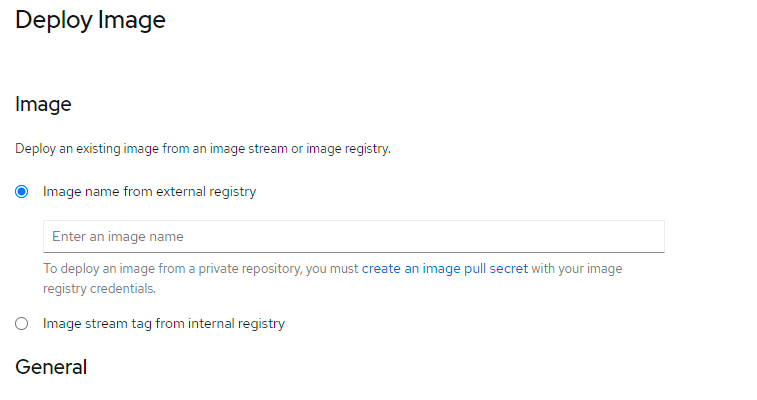 Deploy Image
Image
Deploy an existing image from an image stream or image registry.
Image name from external registry
Enter an image name
To deploy an image from a private repository, you must create an image pull secret with your image
registry credentials.
Image stream tag from internal registry
General